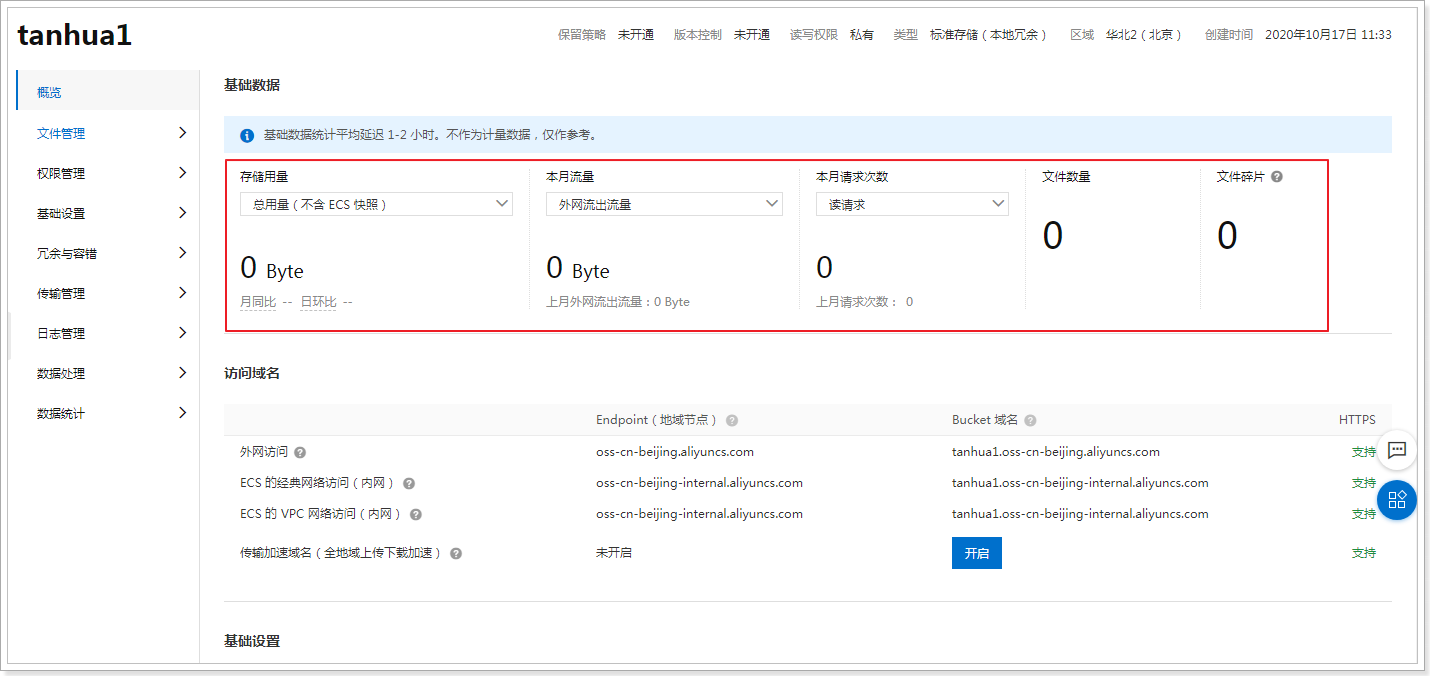 tanhua1
保留策略 未开通 版本控制 未开通 读写权限 私有 类型 标准存储（本地冗余） 区域 华北2（北京） 创建时间 2020年10月17日 11:33
概览
文件管理
权限管理
基础设置
冗余与容错
传输管理
日志管理
数据处理
数据统计
基础数据
基础数据统计平均延迟 1-2 小时。不作为计量数据，仅作参考。
存储用量 本月流量 本月请求次数 文件数量 文件碎片
总用量（不含 ECS 快照） 外网流出流量 读请求
0 0
0 Byte 0 Byte 0
月同比 -- 日环比 -- 上月外网流出流量：0 Byte 上月请求次数： 0
访问域名
Endpoint（地域节点） Bucket 域名 HTTPS
外网访问 oss-cn-beijing.aliyuncs.com tanhua1.oss-cn-beijing.aliyuncs.com 支持
ECS 的经典网络访问（内网） oss-cn-beijing-internal.aliyuncs.com tanhua1.oss-cn-beijing-internal.aliyuncs.com 支持
ECS 的 VPC 网络访问（内网） oss-cn-beijing-internal.aliyuncs.com tanhua1.oss-cn-beijing-internal.aliyuncs.com 支持
传输加速域名（全地域上传下载加速） 未开启 开启 支持
基础设置